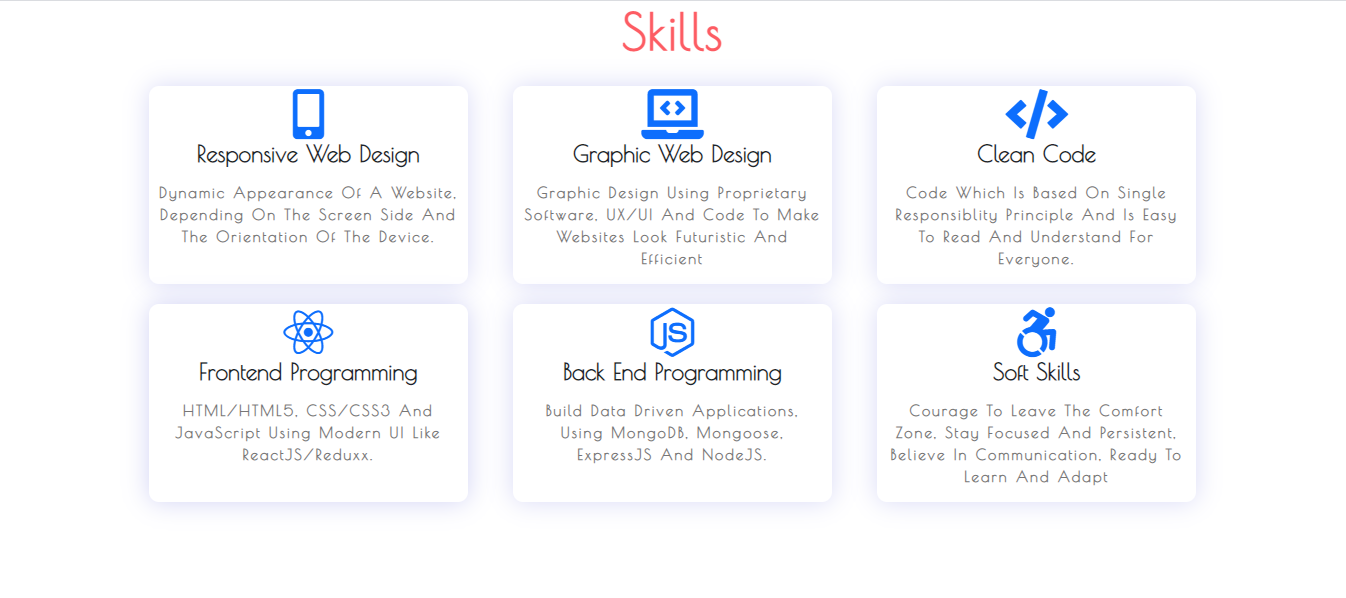 Skills
Responsive Web Design
Dynamic Appearance Of A Website,
Depending On The Screen Side And
The Orientation Of The Device.
Graphic Web Design
Graphic Design Using Proprietary
Software, UX/UI And Code To Make
Websites Look Futuristic And
Efficient
Clean Code
Code Which Is Based On Single
Responsiblity Principle And Is Easy
To Read And Understand For
Everyone.
Frontend Programming
HTML/HTML5, CSS/CSS3 And
JavaScript Using Modern UI Like
ReactJS/Reduxx.
JS
Back End Programming
Build Data Driven Applications,
Using MongoDB, Mongoose,
ExpressJS And NodeJS.
Soft Skills
Courage To Leave The Comfort
Zone, Stay Focused And Persistent,
Believe In Communication, Ready To
Learn And Adapt